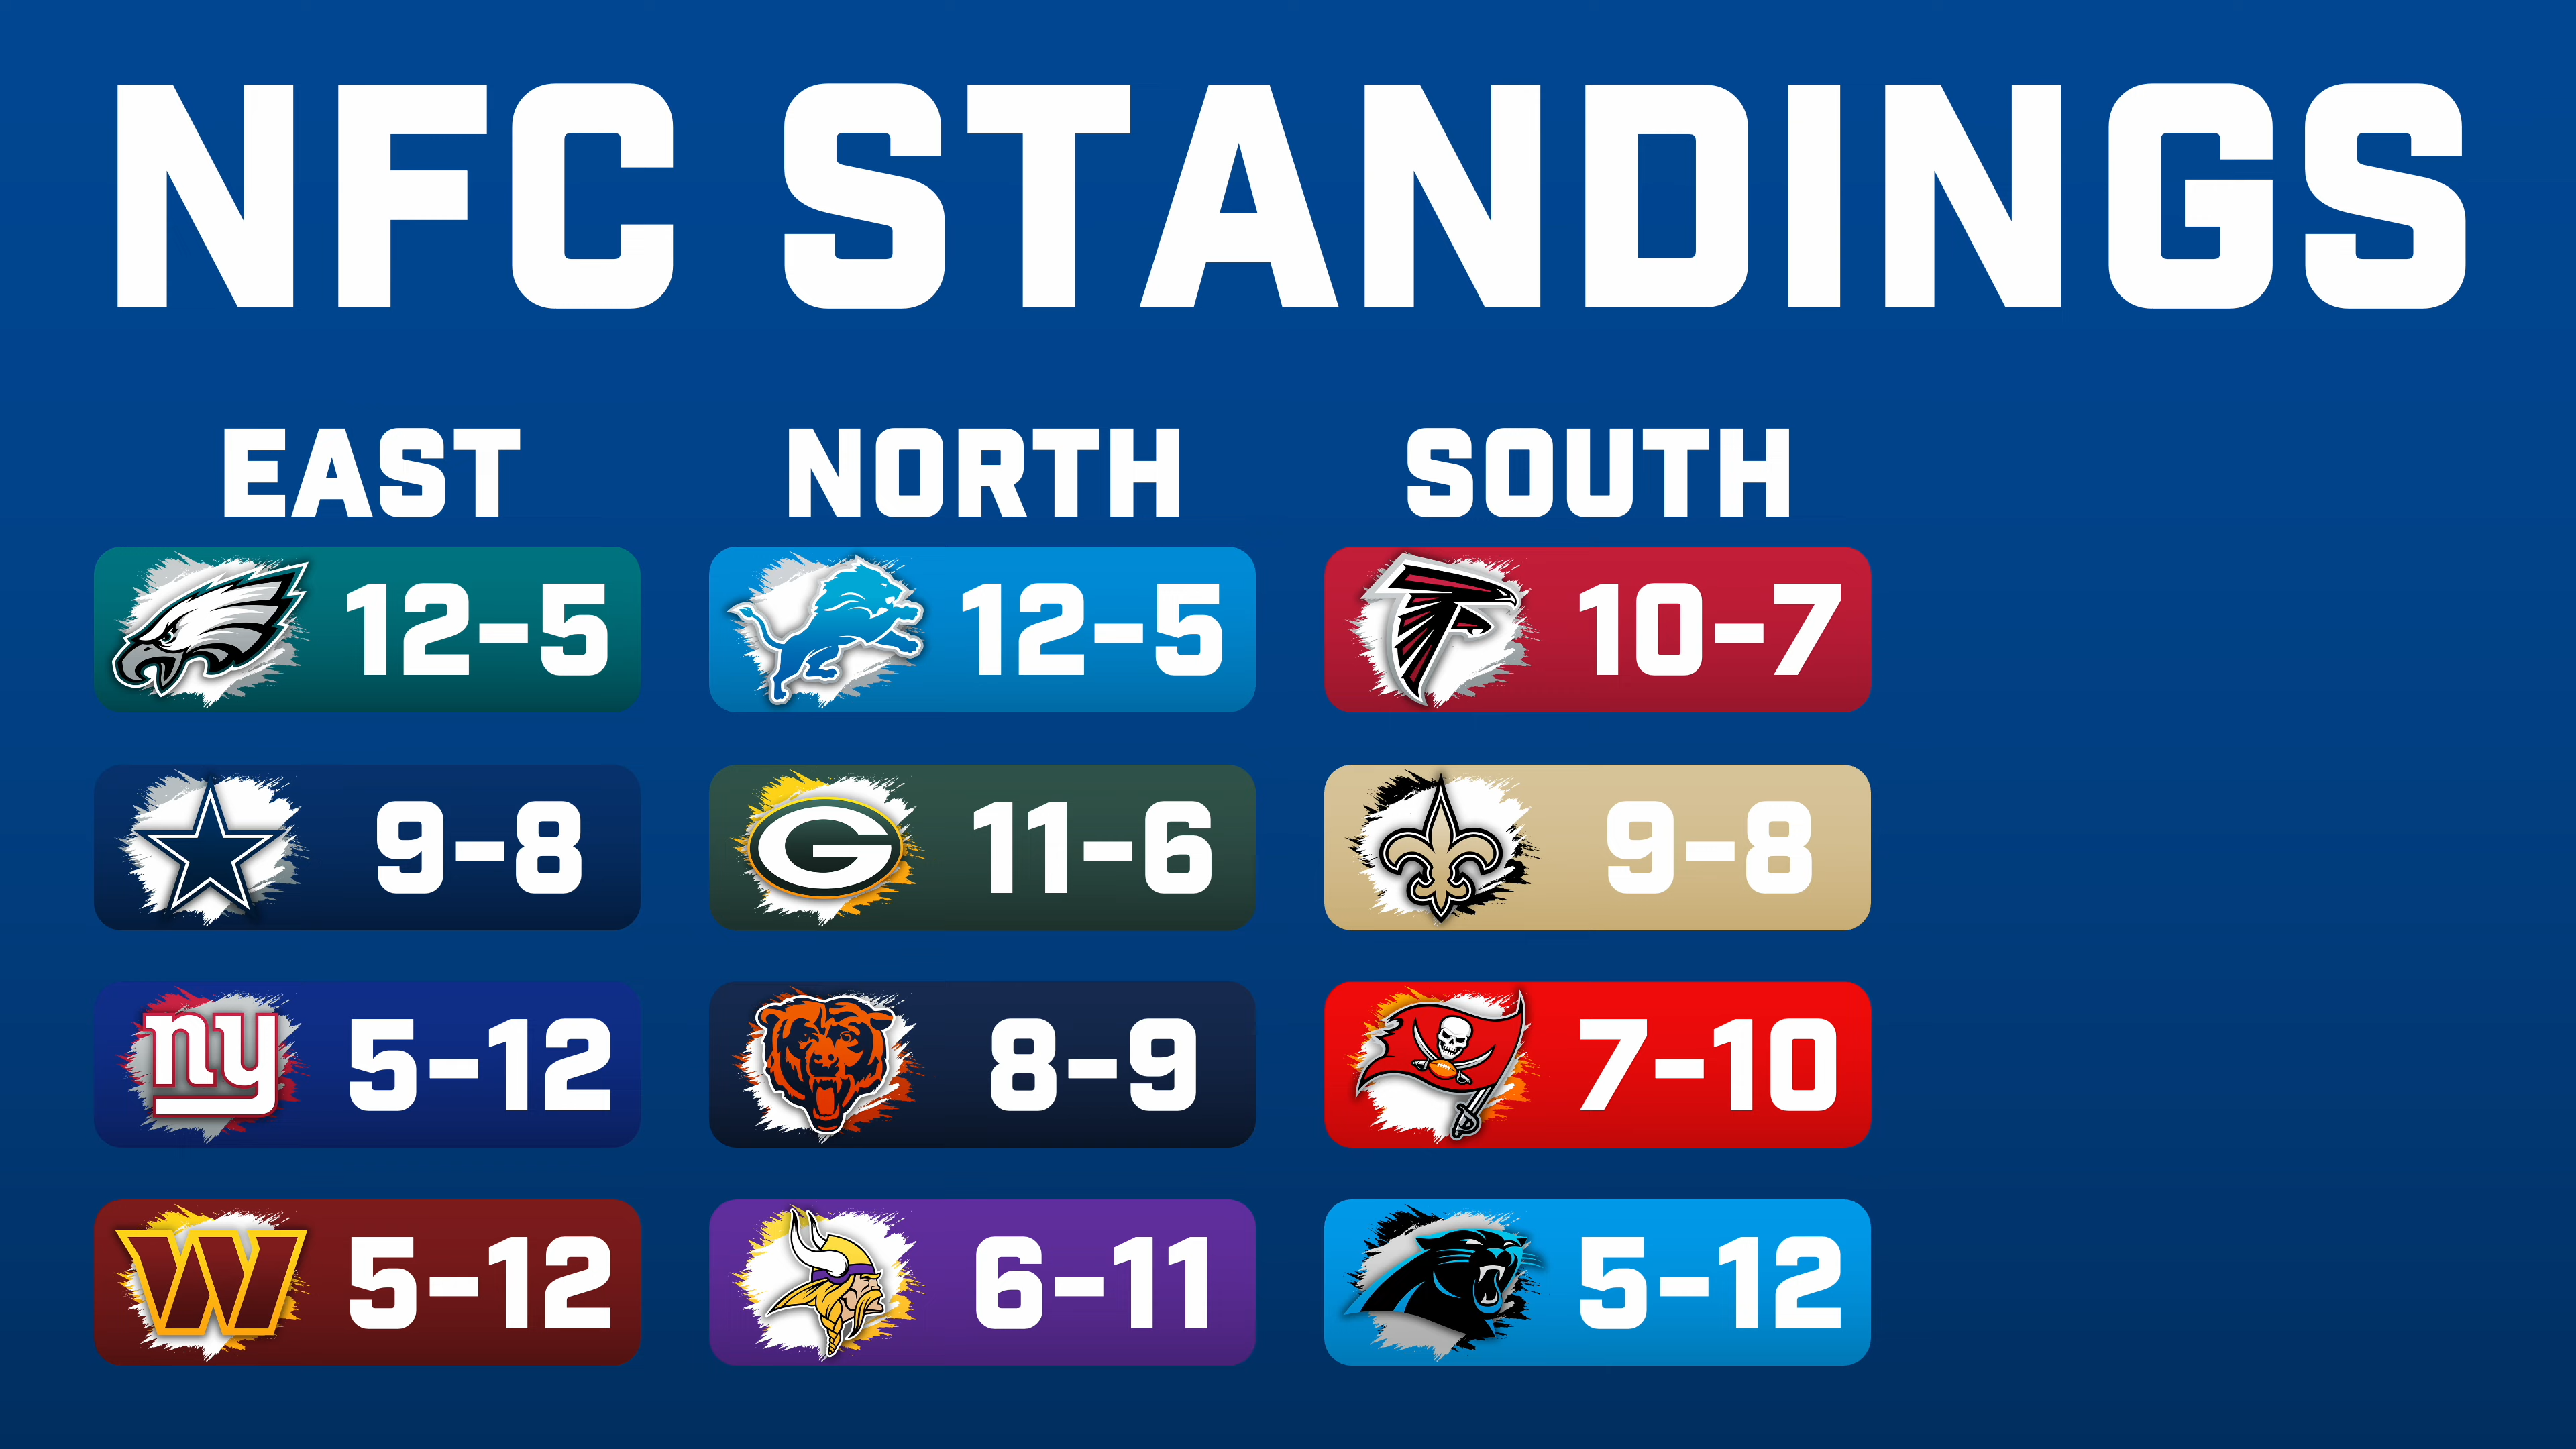 NFC STANDINGS
EAST NORTH SOUTH
12-5 12-5 10-7
9-8 G 11-6 9-8
ny 5-12 8-9 7-10
W 5-12 6-11 5-12